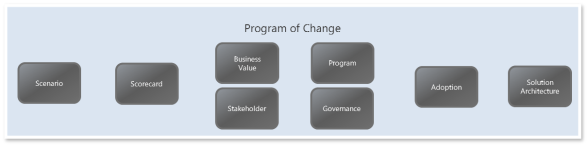 Program of Change
Scenario
Scorecard
Business
Value
Stakeholder
Program
Governance
Adoption
Solution
Architecture